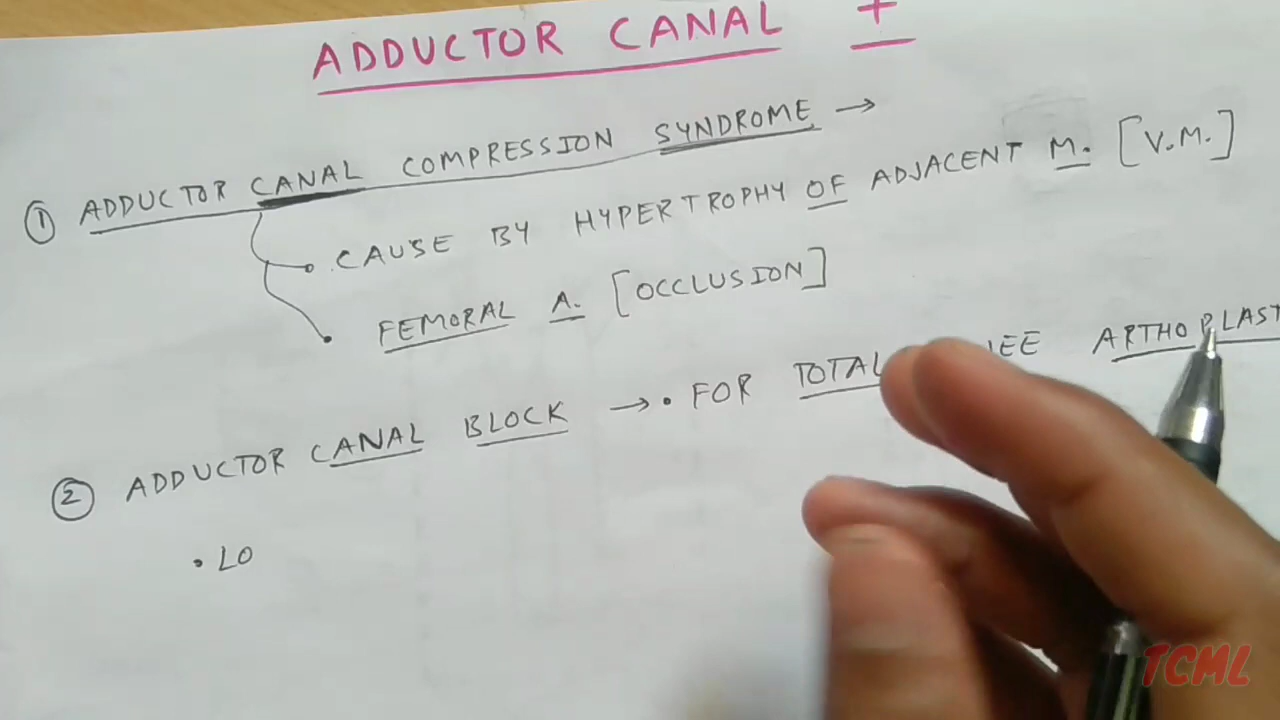 ADDUCTOR CANAL +
① ADDUCTOR CANAL COMPRESSION SYNDROME →
• CAUSE BY HYPERTROPHY OF ADJACENT M. [V.M.]
• FEMORAL A. [OCCLUSION]
② ADDUCTOR CANAL BLOCK → • FOR TOTAL ARTHOPLAST
• LO
TCML